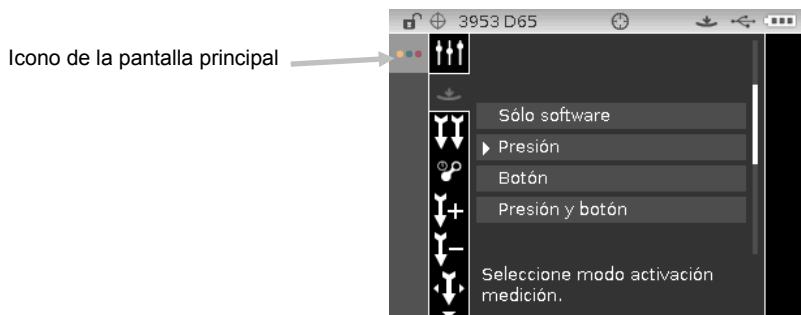 3953 D65
Icono de la pantalla principal
Sólo software
Presión
Botón
Presión y botón
Seleccione modo activación
medición.